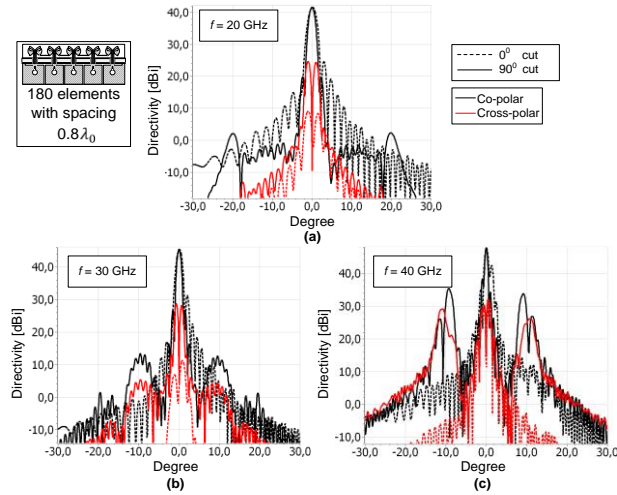 f = 20 GHz
180 elements
with spacing
0.8λ₀
0⁰ cut
90⁰ cut
Co-polar
Cross-polar
Directivity [dBi]
40,0
30,0
20,0
10,0
0,0
-10,0
-30,0 -20,0 -10,0 0,0 10,0 20,0 30,0
Degree
(a)
f = 30 GHz
Directivity [dBi]
40,0
30,0
20,0
10,0
0,0
-10,0
-30,0 -20,0 -10,0 0,0 10,0 20,0 30,0
Degree
(b)
f = 40 GHz
Directivity [dBi]
40,0
30,0
20,0
10,0
0,0
-10,0
-30,0 -20,0 -10,0 0,0 10,0 20,0 30,0
Degree
(c)